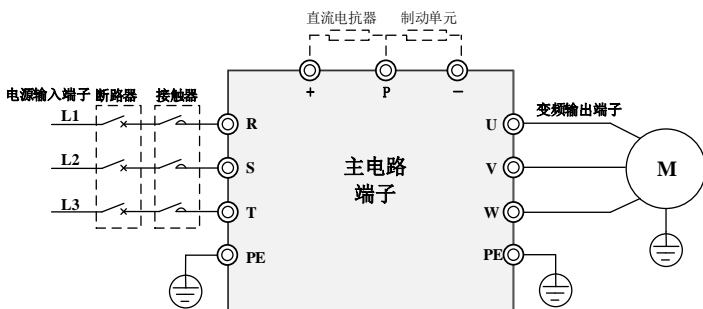 直流电抗器 制动单元
+ P −
电源输入端子 断路器 接触器
L1 R
L2 S
L3 T
PE
主电路
端子
U 变频输出端子
V
W
PE
M